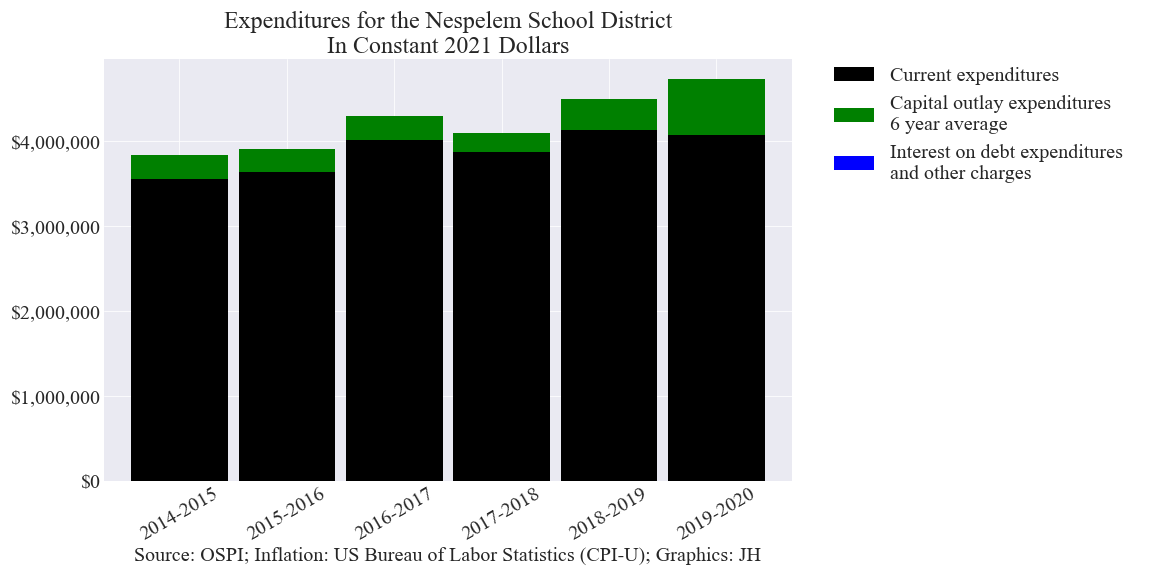 Expenditures for the Nespelem School District
In Constant 2021 Dollars
Current expenditures
Capital outlay expenditures
6 year average
Interest on debt expenditures
and other charges
$4,000,000
$3,000,000
$2,000,000
$1,000,000
$0
2014-2015
2015-2016
2016-2017
2017-2018
2018-2019
2019-2020
Source: OSPI; Inflation: US Bureau of Labor Statistics (CPI-U); Graphics: JH